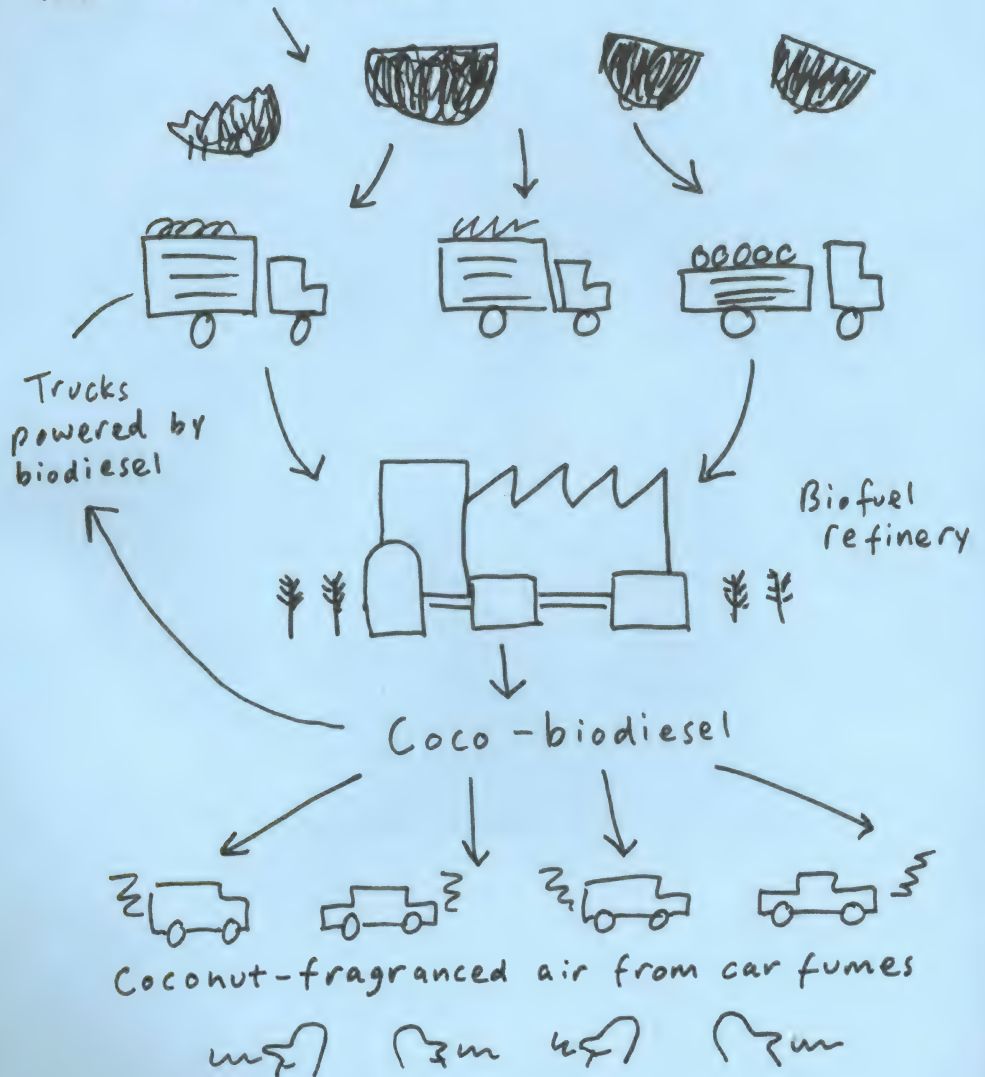 Trucks
powered by
biodiesel
Biofuel
refinery
Coco - biodiesel
Coconut-fragranced air from car fumes